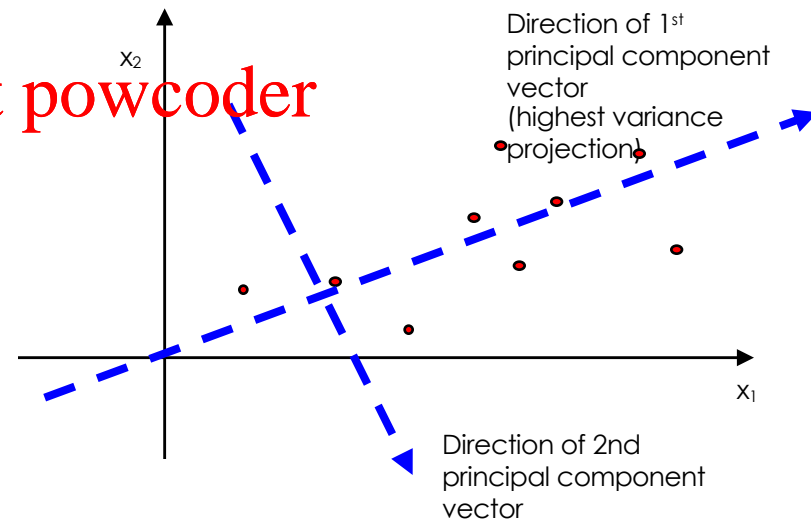 Direction of 1st
principal component
vector
(highest variance
projection)
x2
t powcoder
x1
Direction of 2nd
principal component
vector